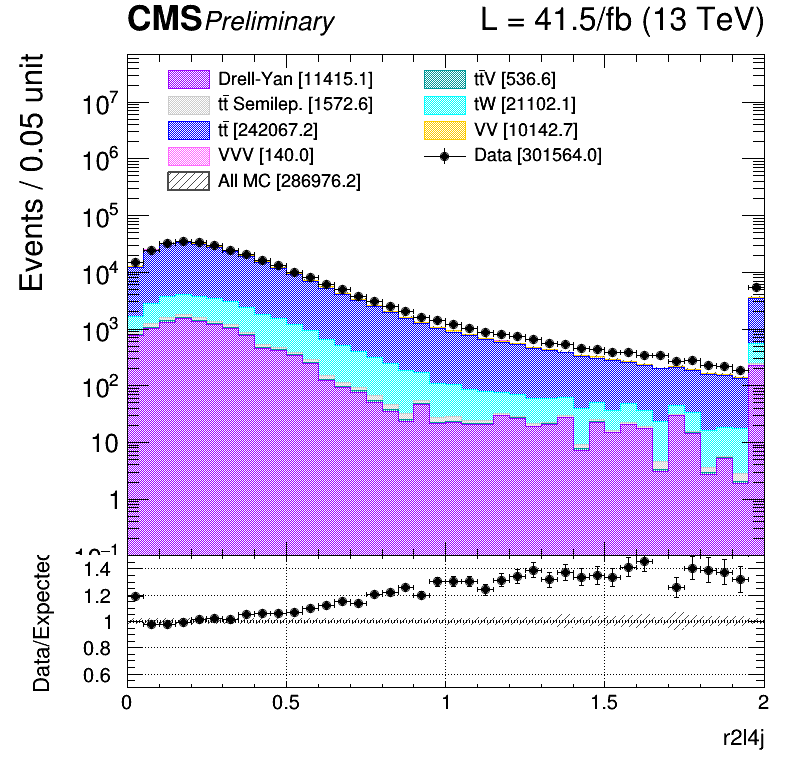 CMS Preliminary L = 41.5/fb (13 TeV)
Drell-Yan [11415.1] tt̄V [536.6]
tt̄ Semilep. [1572.6] tW [21102.1]
tt̄ [242067.2] VV [10142.7]
VVV [140.0] Data [301564.0]
All MC [286976.2]
Events / 0.05 unit
10⁷
10⁶
10⁵
10⁴
10³
10²
10
1
10⁻¹
Data/Expected
1.4
1.2
1
0.8
0.6
0 0.5 1 1.5 2
r2l4j